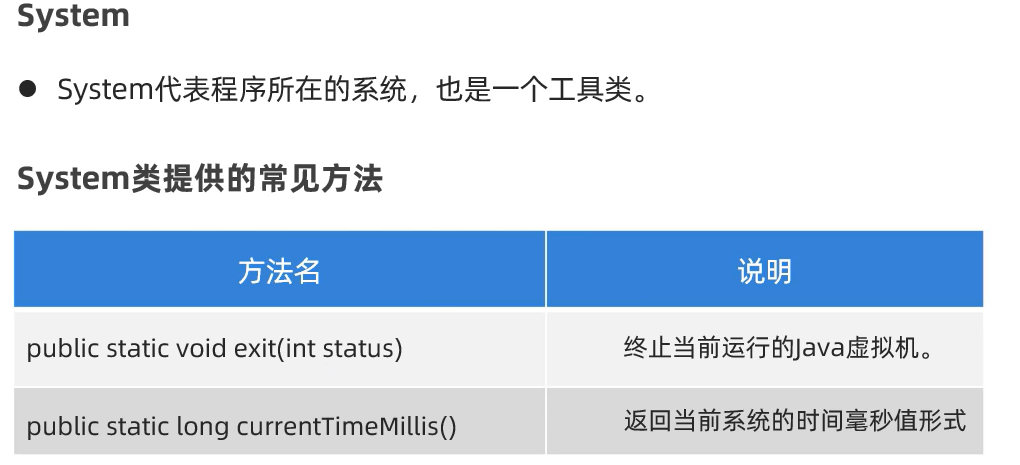 System
● System代表程序所在的系统，也是一个工具类。
System类提供的常见方法
方法名 说明
public static void exit(int status) 终止当前运行的Java虚拟机。
public static long currentTimeMillis() 返回当前系统的时间毫秒值形式